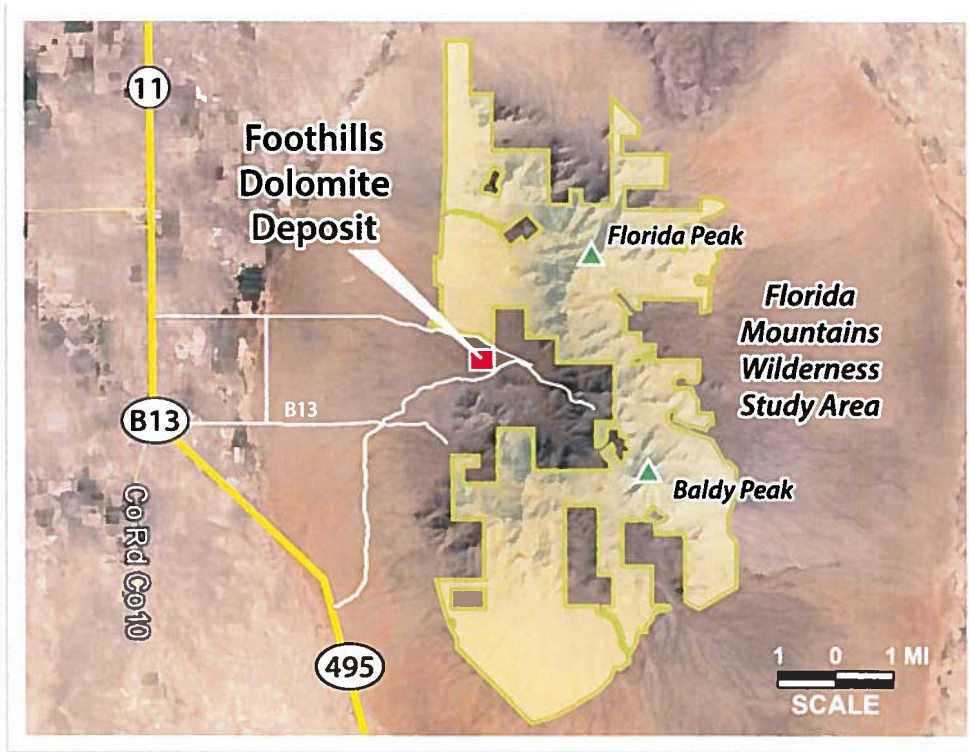 11
Foothills
Dolomite
Deposit
Florida Peak
Florida
Mountains
Wilderness
Study Area
B13
B13
Baldy Peak
Co Rd Co10
495
1 0 1 MI
SCALE